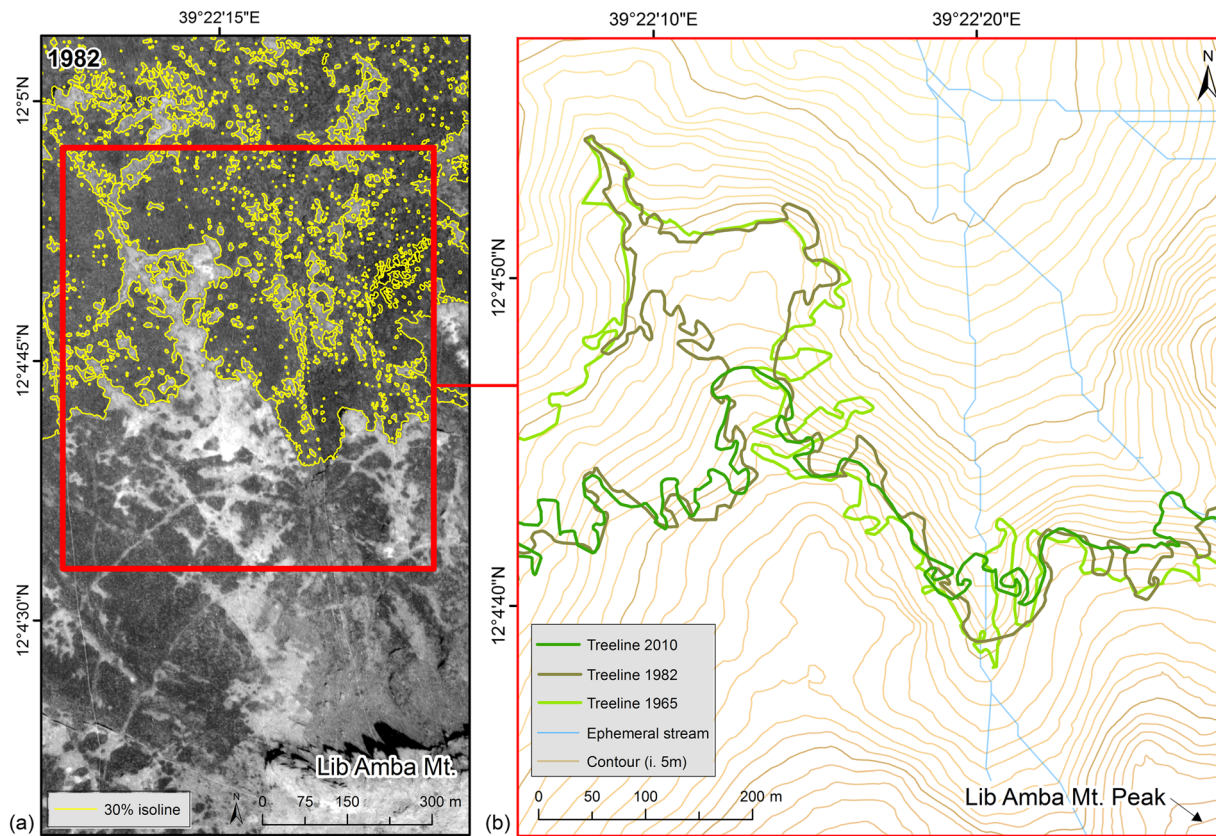 39°22'15"E
39°22'10"E
39°22'20"E
1982
N
12°5'N
12°4'50"N
12°4'45"N
12°4'40"N
12°4'30"N
Treeline 2010
Treeline 1982
Treeline 1965
Ephemeral stream
Contour (i. 5m)
Lib Amba Mt.
30% isoline
N
0 75 150 300 m
0 50 100 200 m
Lib Amba Mt. Peak
(a)
(b)